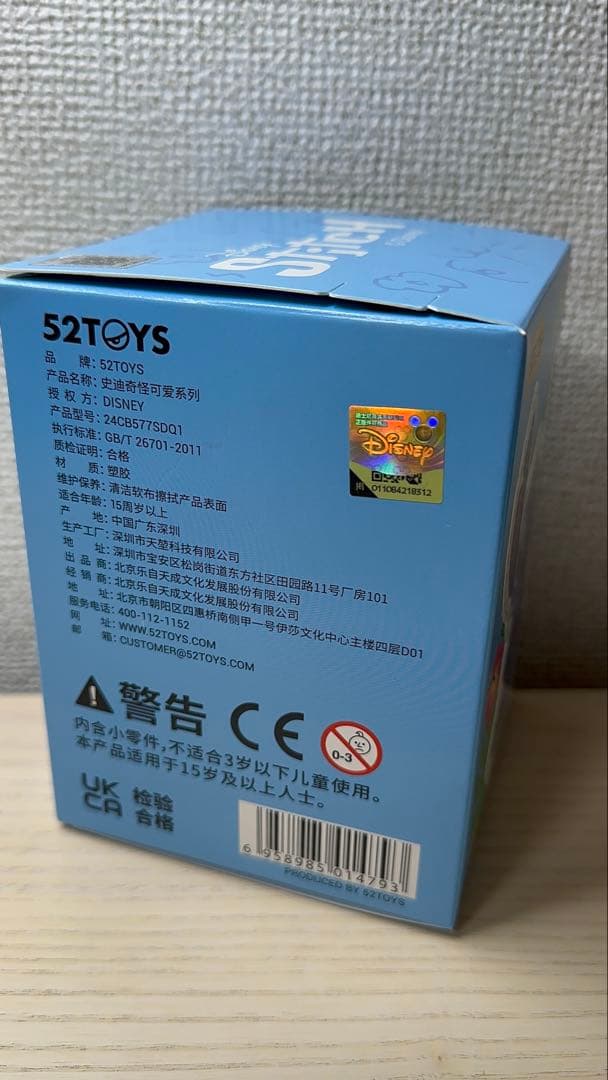 Stitch
52TOYS
品 牌: 52TOYS
产品名称: 史迪奇怪可爱系列
授 权 方: DISNEY
产品型号: 24CB577SDQ1
执行标准: GB/T 26701-2011
质检证明: 合格
材 质: 塑胶
维护保养: 清洁软布擦拭产品表面
适合年龄: 15周岁以上
产 地: 中国广东深圳
生产工厂: 深圳市天堃科技有限公司
地 址: 深圳市宝安区松岗街道东方社区田园路11号厂房101
出 品 商: 北京乐自天成文化发展股份有限公司
经 销 商: 北京乐自天成文化发展股份有限公司
地 址: 北京市朝阳区四惠桥南侧甲一号伊莎文化中心主楼四层D01
服务电话: 400-112-1152
网 址: WWW.52TOYS.COM
邮 箱: CUSTOMER@52TOYS.COM
Disney
011084218312
警告 CE
0-3
内含小零件,不适合3岁以下儿童使用。
本产品适用于15岁及以上人士。
UK
CA
检验
合格
6 958985 014793
PRODUCED BY 52TOYS